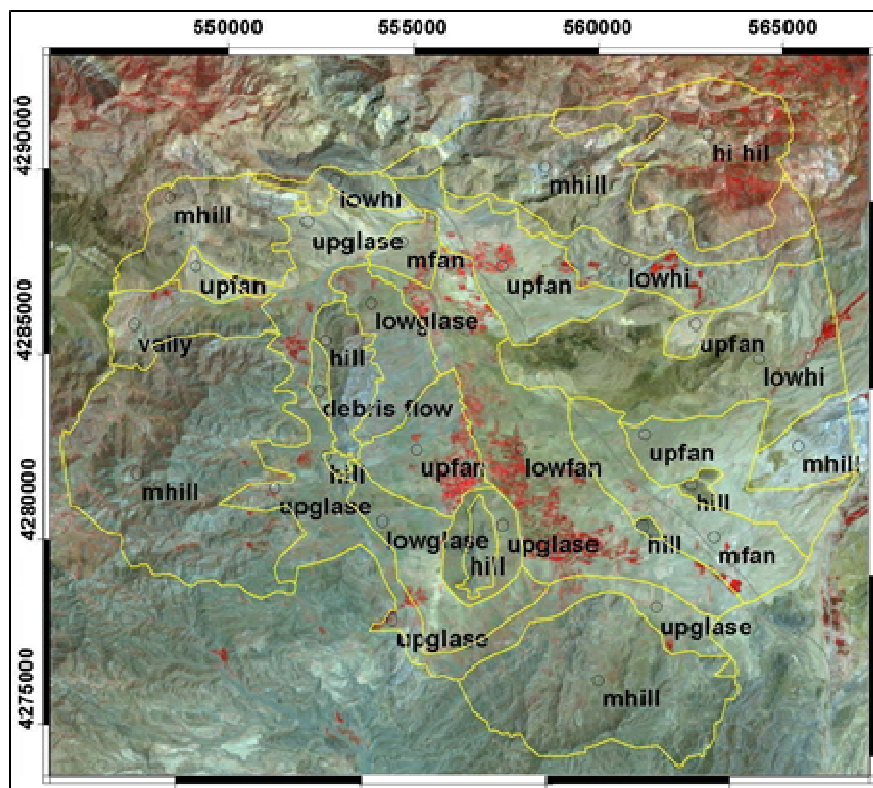 550000 555000 560000 565000
4290000
4285000
4280000
4275000
hi hil
mhill
lowhi
mhill
upglase
mfan
upfan
upfan
lowhi
lowglase
vally
hill
upfan
lowhi
debris flow
upfan
upfan
lowfan
mhill
hill
mhill
upglase
hill
lowglase
upglase
hill
mfan
hill
upglase
upglase
mhill